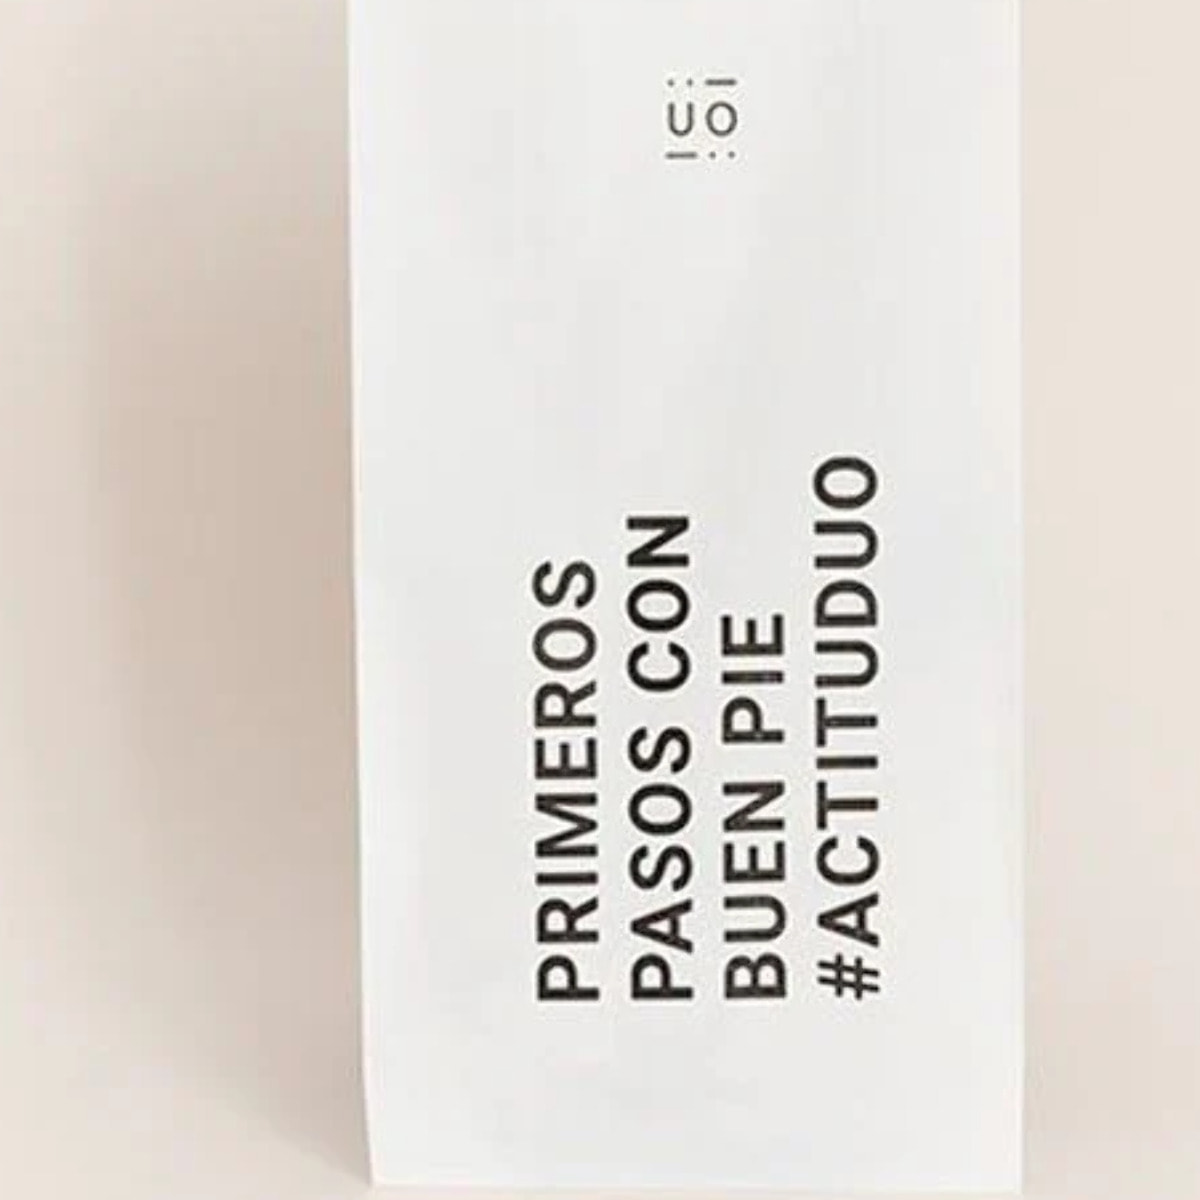 UO
PRIMEROS
PASOS CON
BUEN PIE
#ACTITUDUO